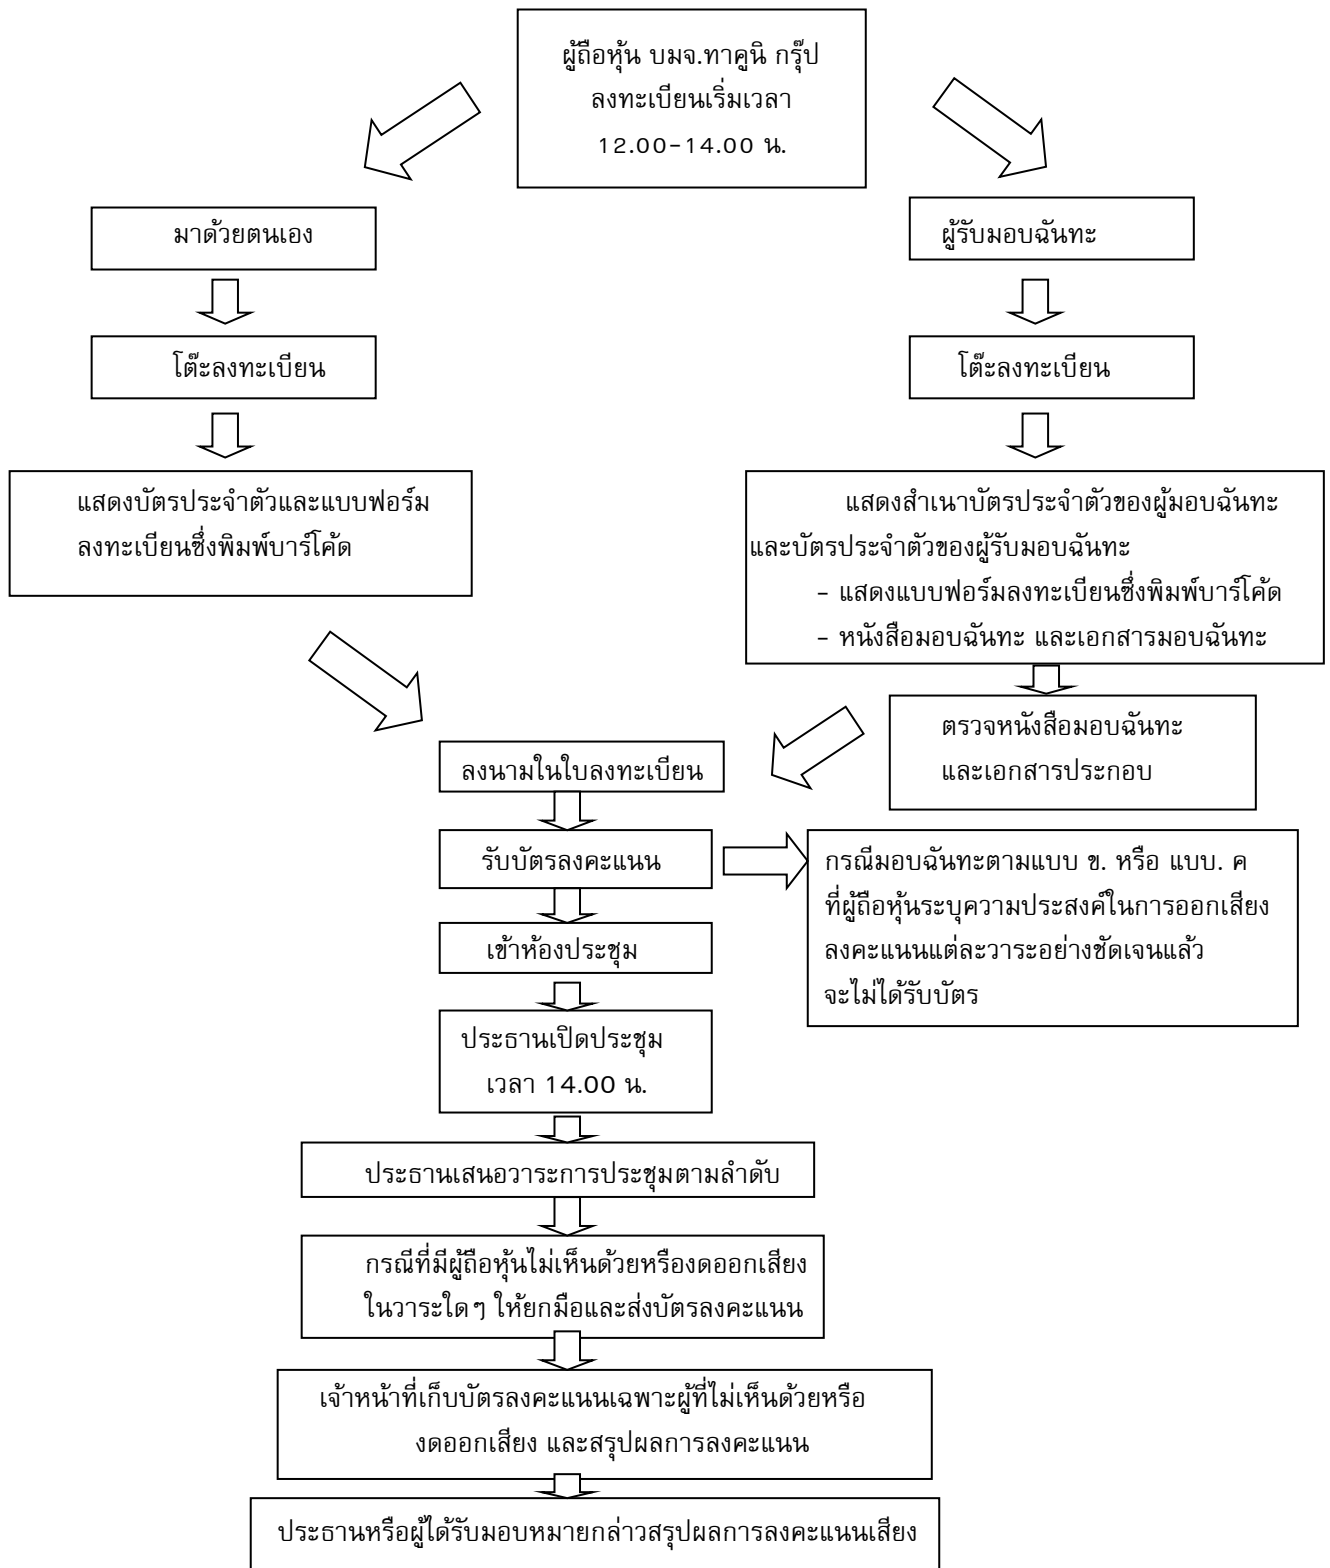 ผู้ถือหุ้น บมจ.ทาคูนิ กรุ๊ป
ลงทะเบียนเริ่มเวลา
12.00-14.00 น.
มาด้วยตนเอง
ผู้รับมอบฉันทะ
โต๊ะลงทะเบียน
โต๊ะลงทะเบียน
แสดงบัตรประจำตัวและแบบฟอร์ม
ลงทะเบียนซึ่งพิมพ์บาร์โค้ด
แสดงสำเนาบัตรประจำตัวของผู้มอบฉันทะ
และบัตรประจำตัวของผู้รับมอบฉันทะ
- แสดงแบบฟอร์มลงทะเบียนซึ่งพิมพ์บาร์โค้ด
- หนังสือมอบฉันทะ และเอกสารมอบฉันทะ
ตรวจหนังสือมอบฉันทะ
และเอกสารประกอบ
ลงนามในใบลงทะเบียน
รับบัตรลงคะแนน
กรณีมอบฉันทะตามแบบ ข. หรือ แบบ. ค
ที่ผู้ถือหุ้นระบุความประสงค์ในการออกเสียง
ลงคะแนนแต่ละวาระอย่างชัดเจนแล้ว
จะไม่ได้รับบัตร
เข้าห้องประชุม
ประธานเปิดประชุม
เวลา 14.00 น.
ประธานเสนอวาระการประชุมตามลำดับ
กรณีที่มีผู้ถือหุ้นไม่เห็นด้วยหรืองดออกเสียง
ในวาระใดๆ ให้ยกมือและส่งบัตรลงคะแนน
เจ้าหน้าที่เก็บบัตรลงคะแนนเฉพาะผู้ที่ไม่เห็นด้วยหรือ
งดออกเสียง และสรุปผลการลงคะแนน
ประธานหรือผู้ได้รับมอบหมายกล่าวสรุปผลการลงคะแนนเสียง